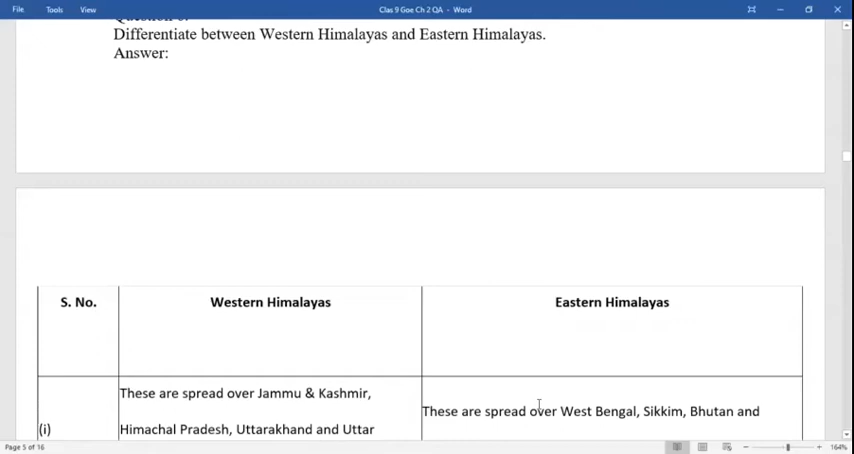 File Tools View Clas 9 Goe Ch 2 QA - Word
Differentiate between Western Himalayas and Eastern Himalayas.
Answer:
S. No. Western Himalayas Eastern Himalayas
These are spread over Jammu & Kashmir,
These are spread over West Bengal, Sikkim, Bhutan and
(i) Himachal Pradesh, Uttarakhand and Uttar
Page 5 of 16 164%